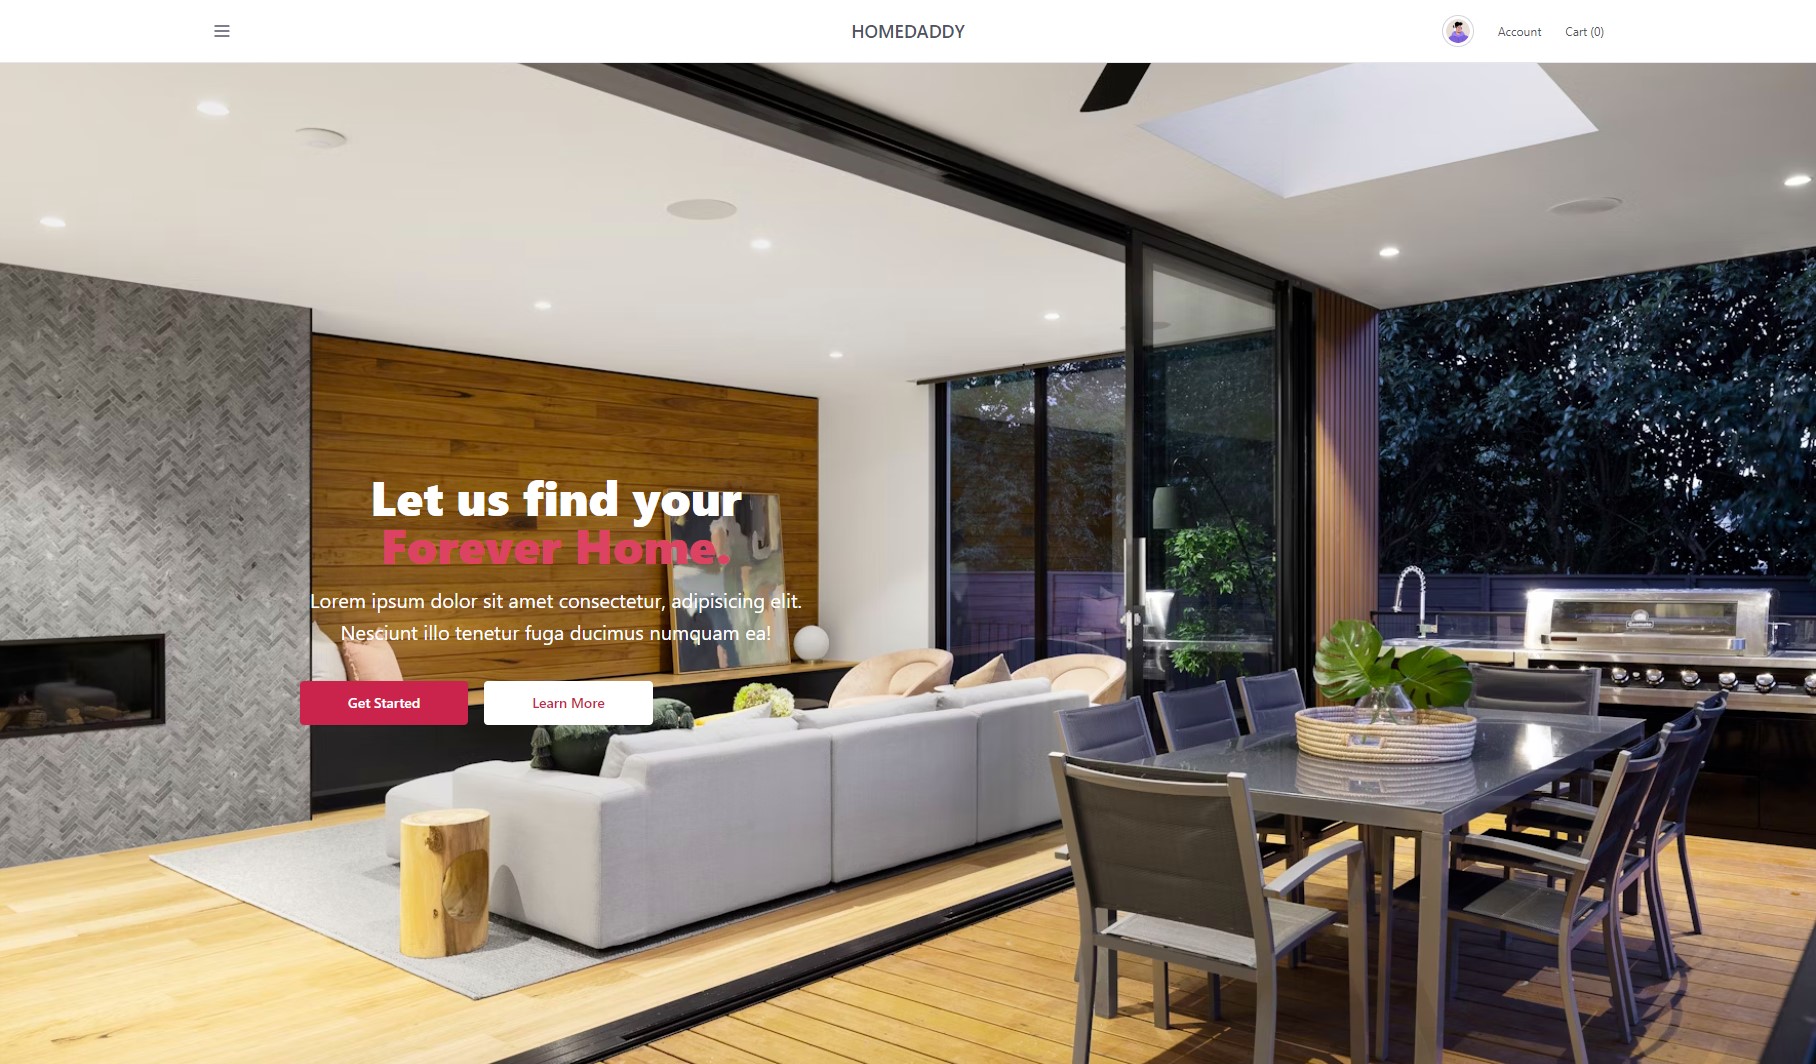 HOMEDADDY
Account
Cart (0)
Let us find your
Forever Home.
Lorem ipsum dolor sit amet consectetur, adipisicing elit.
Nesciunt illo tenetur fuga ducimus numquam ea!
Get Started
Learn More